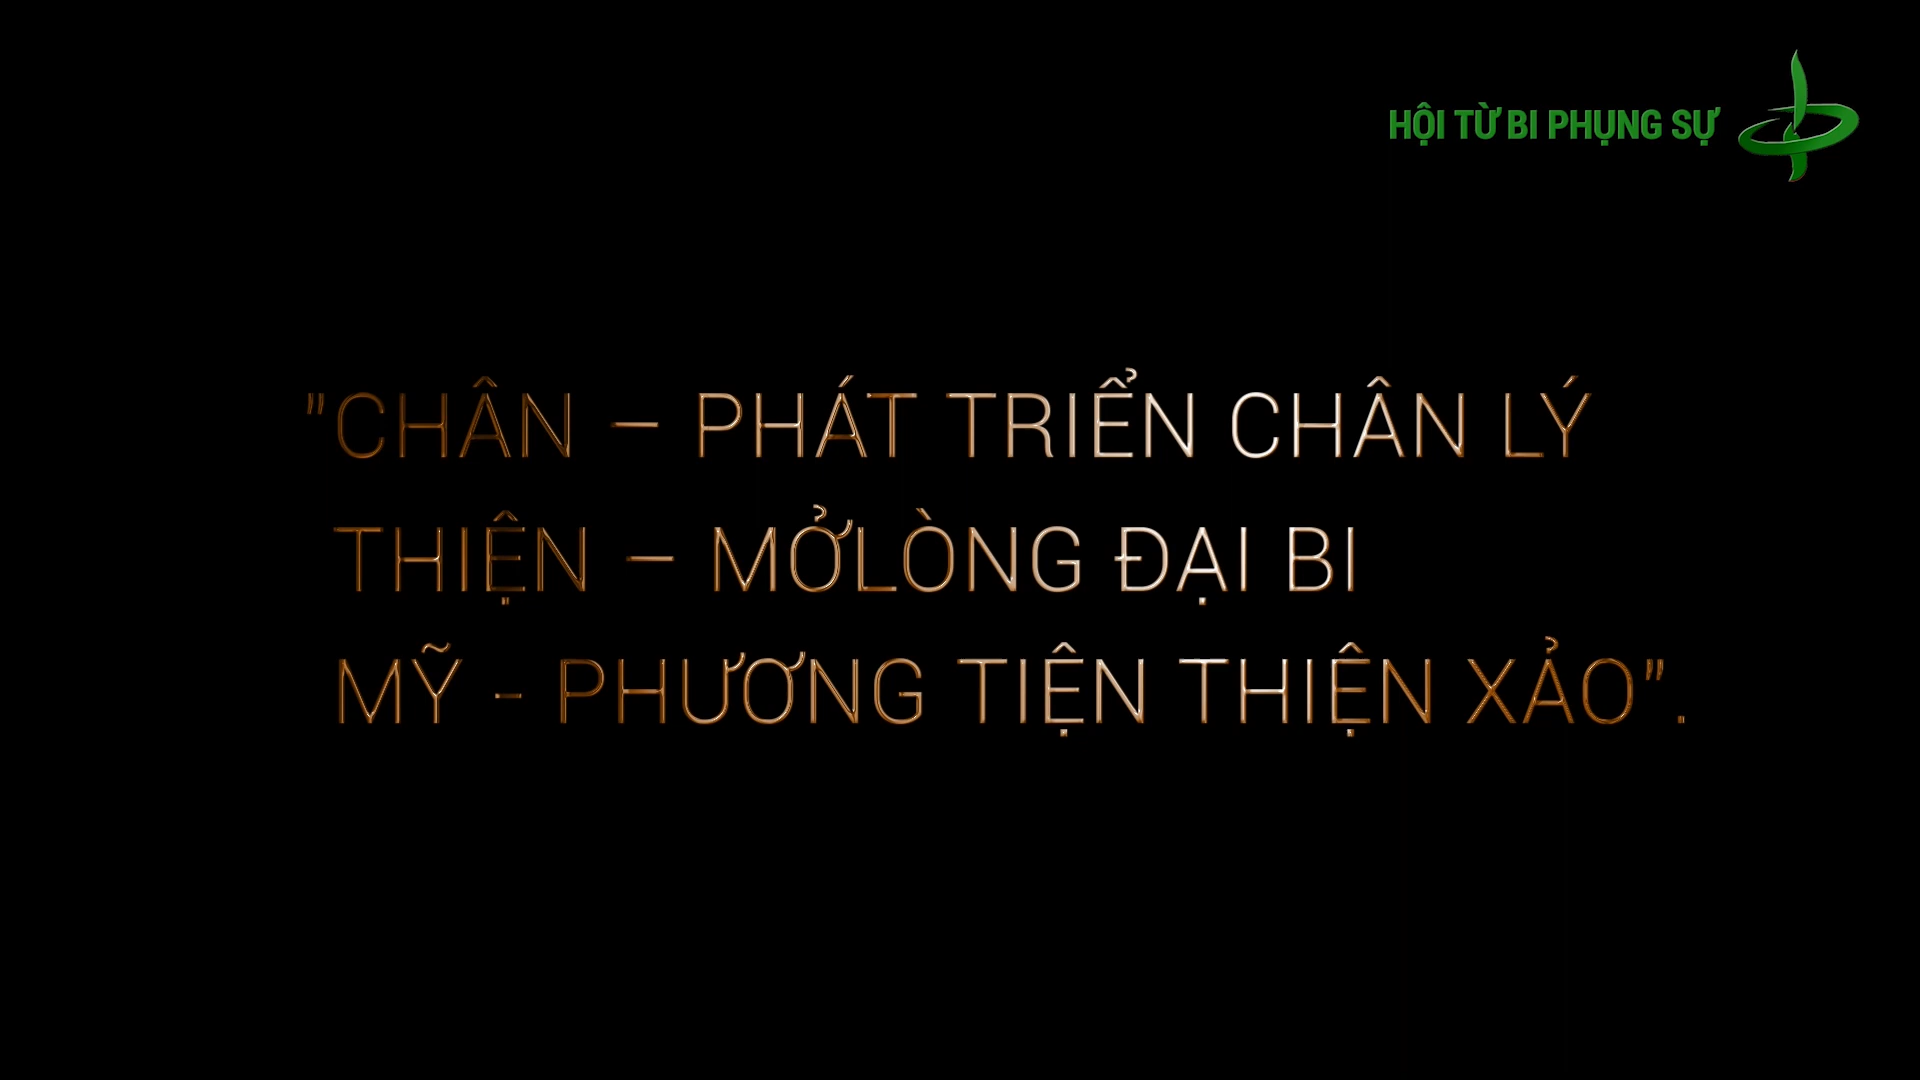 HỘI TỪ BI PHỤNG SỰ
"CHÂN – PHÁT TRIỂN CHÂN LÝ
THIỆN – MỞLÒNG ĐẠI BI
MỸ - PHƯƠNG TIỆN THIỆN XẢO".